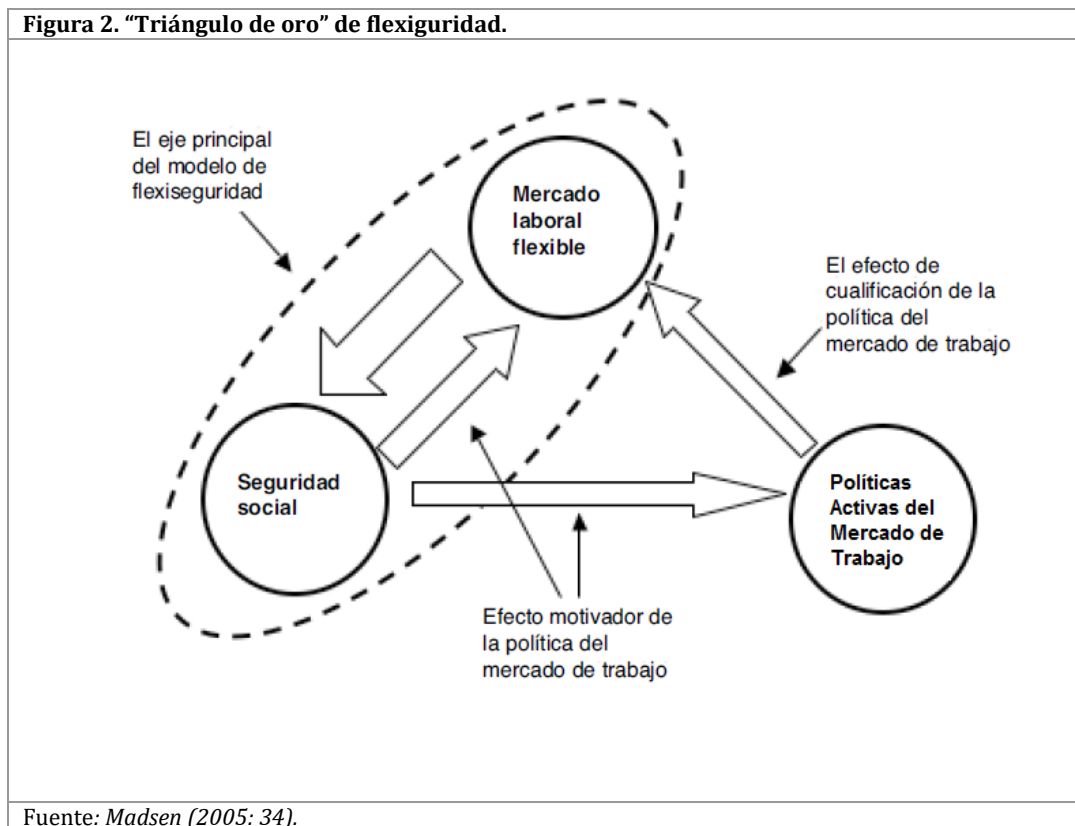 Figura 2. “Triángulo de oro” de flexiguridad.
El eje principal
del modelo de
flexiseguridad
Mercado
laboral
flexible
El efecto de
cualificación de la
política del
mercado de trabajo
Seguridad
social
Políticas
Activas del
Mercado de
Trabajo
Efecto motivador de
la política del
mercado de trabajo
Fuente: Madsen (2005: 34).